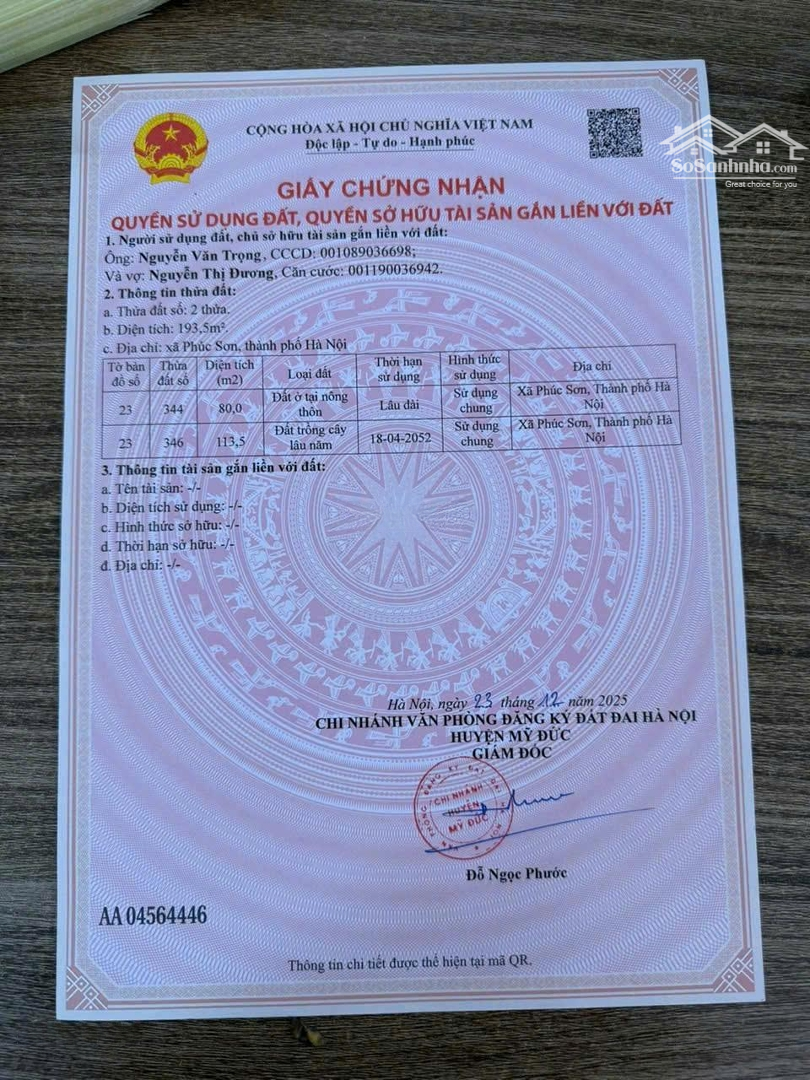 CỘNG HÒA XÃ HỘI CHỦ NGHĨA VIỆT NAM
Độc lập - Tự do - Hạnh phúc
SoSanhnha.com
Great choice for you
GIẤY CHỨNG NHẬN
QUYỀN SỬ DỤNG ĐẤT, QUYỀN SỞ HỮU TÀI SẢN GẮN LIỀN VỚI ĐẤT
1. Người sử dụng đất, chủ sở hữu tài sản gắn liền với đất:
Ông: Nguyễn Văn Trọng, CCCD: 001089036698;
Và vợ: Nguyễn Thị Đương, Căn cước: 001190036942.
2. Thông tin thửa đất:
a. Thửa đất số: 2 thửa.
b. Diện tích: 193,5m².
c. Địa chỉ: xã Phúc Sơn, thành phố Hà Nội
Tờ bản đồ số Thửa đất số Diện tích (m2) Loại đất Thời hạn sử dụng Hình thức sử dụng Địa chỉ
23 344 80,0 Đất ở tại nông thôn Lâu dài Sử dụng chung Xã Phúc Sơn, Thành phố Hà Nội
23 346 113,5 Đất trồng cây lâu năm 18-04-2052 Sử dụng chung Xã Phúc Sơn, Thành phố Hà Nội
3. Thông tin tài sản gắn liền với đất:
a. Tên tài sản: -/-
b. Diện tích sử dụng: -/-
c. Hình thức sở hữu: -/-
d. Thời hạn sở hữu: -/-
đ. Địa chỉ: -/-
Hà Nội, ngày 23 tháng 12 năm 2025
CHI NHÁNH VĂN PHÒNG ĐĂNG KÝ ĐẤT ĐAI HÀ NỘI
HUYỆN MỸ ĐỨC
GIÁM ĐỐC
CHI NHÁNH
HUYỆN
MỸ ĐỨC
Đỗ Ngọc Phước
AA 04564446
Thông tin chi tiết được thể hiện tại mã QR.